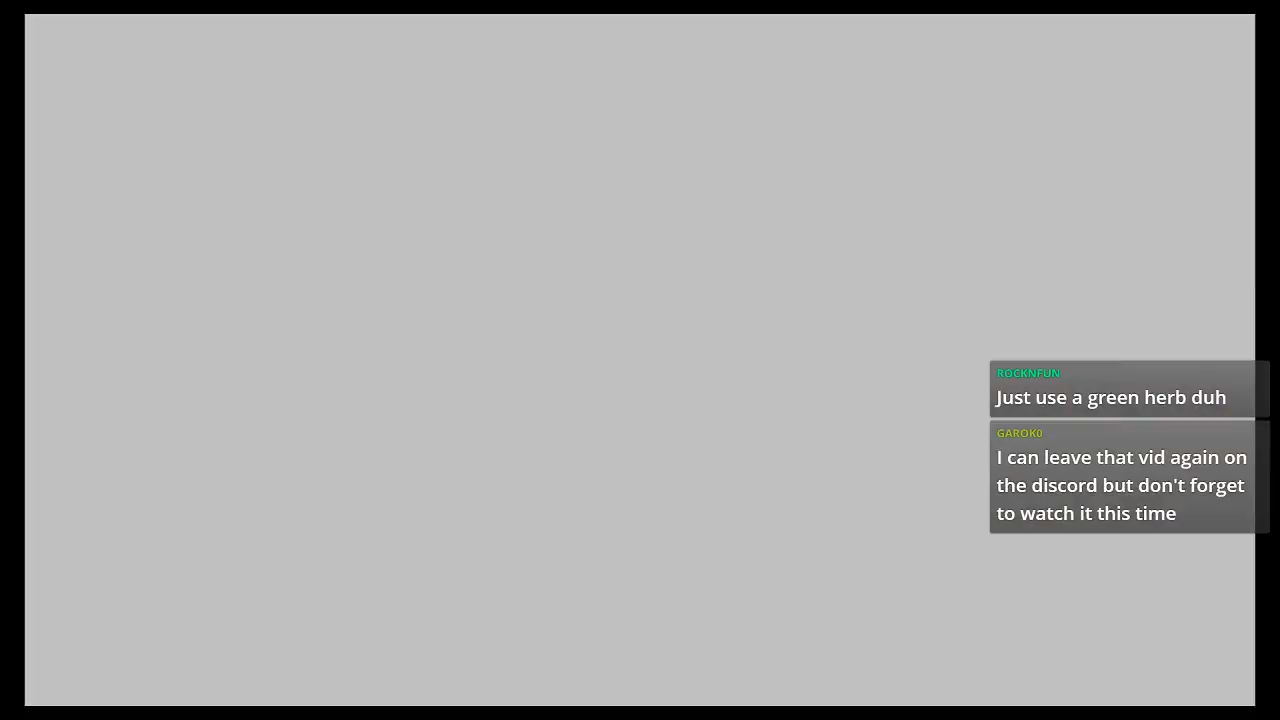 ROCKNFUN
Just use a green herb duh
GAROK0
I can leave that vid again on
the discord but don't forget
to watch it this time